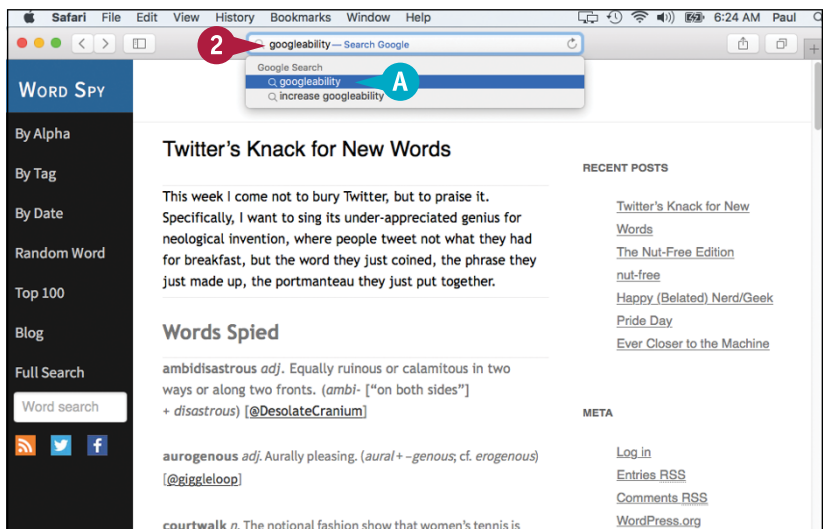 Safari File Edit View History Bookmarks Window Help 6:24 AM Paul
2 googleability — Search Google
Google Search
googleability A
increase googleability
WORD SPY
By Alpha
By Tag
By Date
Random Word
Top 100
Blog
Full Search
Word search
Twitter's Knack for New Words
This week I come not to bury Twitter, but to praise it.
Specifically, I want to sing its under-appreciated genius for
neological invention, where people tweet not what they had
for breakfast, but the word they just coined, the phrase they
just made up, the portmanteau they just put together.
Words Spied
ambidisastrous adj. Equally ruinous or calamitous in two
ways or along two fronts. (ambi- ["on both sides"]
+ disastrous) [@DesolateCranium]
aurogenous adj. Aurally pleasing. (aural + –genous; cf. erogenous)
[@giggleloop]
courtwalk n. The notional fashion show that women's tennis is
RECENT POSTS
Twitter's Knack for New
Words
The Nut-Free Edition
nut-free
Happy (Belated) Nerd/Geek
Pride Day
Ever Closer to the Machine
META
Log in
Entries RSS
Comments RSS
WordPress.org